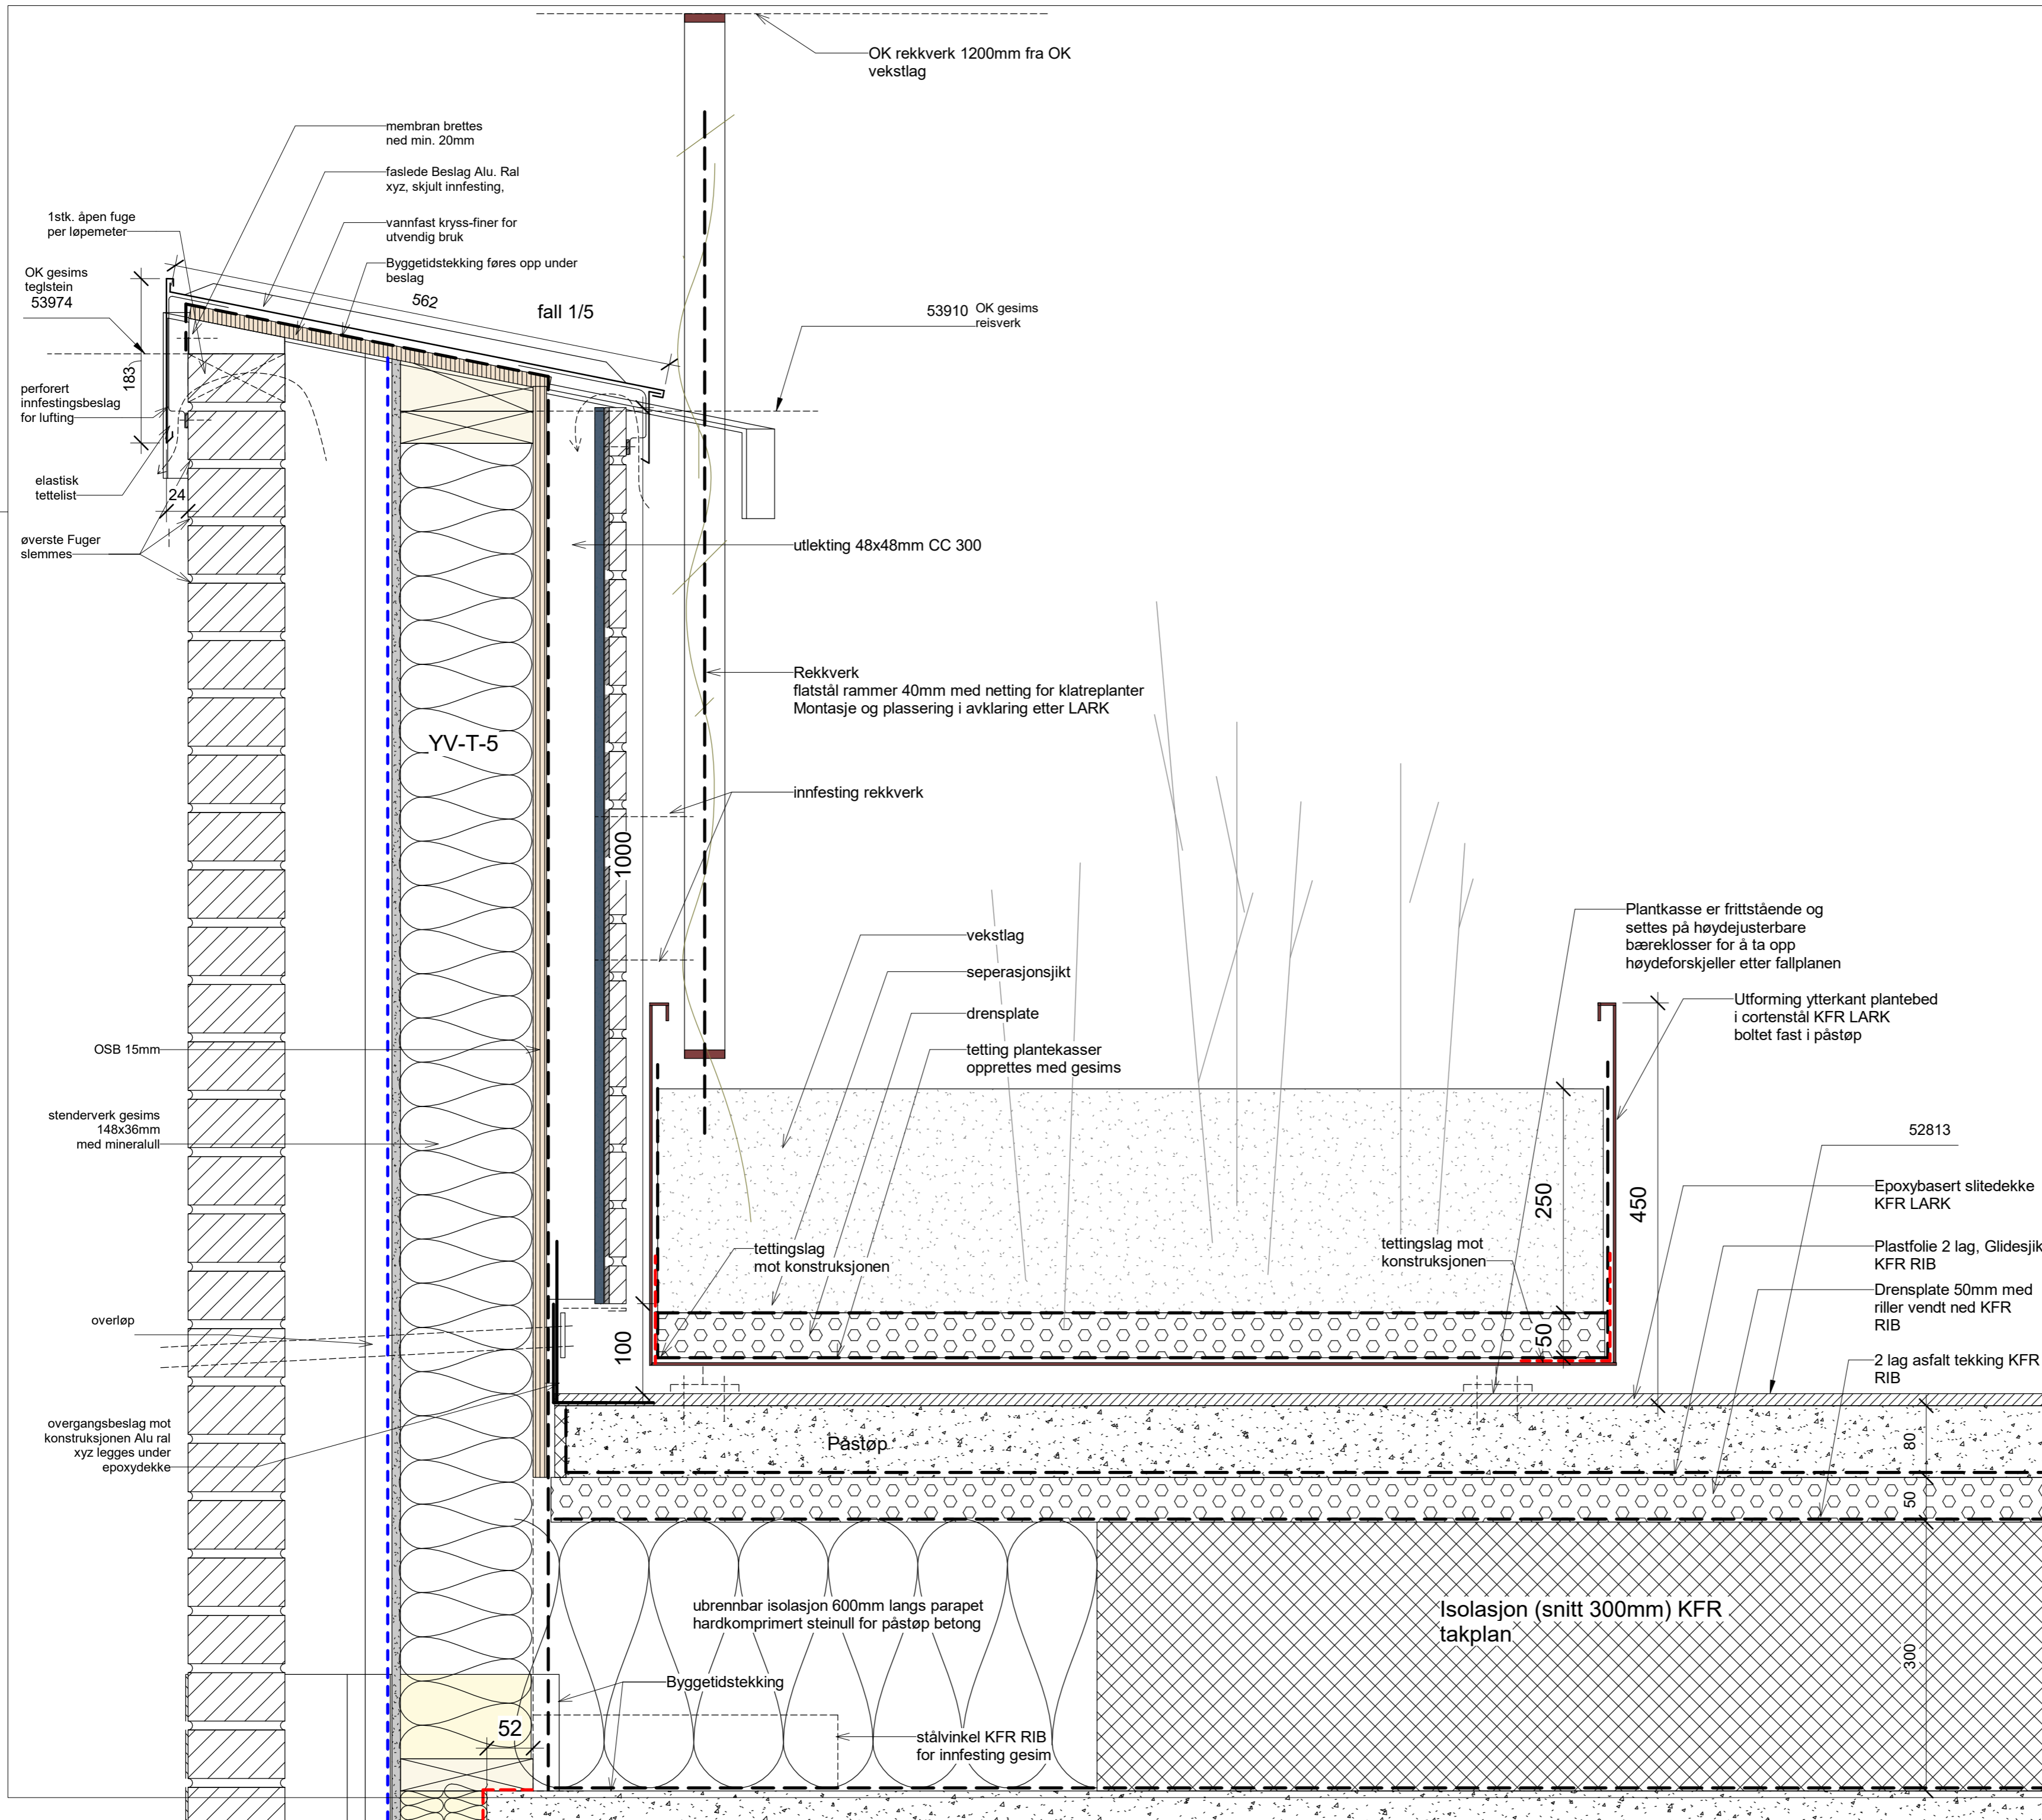 OK rekkverk 1200mm fra OK
vekstlag
membran brettes
ned min. 20mm
faslede Beslag Alu. Ral
xyz, skjult innfesting,
1stk. åpen fuge
per løpemeter
vannfast kryss-finer for
utvendig bruk
Byggetidstekking føres opp under
beslag
OK gesims
teglstein
53974
562
fall 1/5
53910 OK gesims
reisverk
183
perforert
innfestingsbeslag
for lufting
elastisk
tettelist
24
øverste Fuger
slemmes
utlekting 48x48mm CC 300
Rekkverk
flatstål rammer 40mm med netting for klatreplanter
Montasje og plassering i avklaring etter LARK
YV-T-5
innfesting rekkverk
1000
Plantkasse er frittstående og
settes på høydejusterbare
bæreklosser for å ta opp
høydeforskjeller etter fallplanen
vekstlag
seperasjonsjikt
drensplate
tetting plantekasser
opprettes med gesims
Utforming ytterkant plantebed
i cortenstål KFR LARK
boltet fast i påstøp
OSB 15mm
stenderverk gesims
148x36mm
med mineralull
52813
250
450
Epoxybasert slitedekke
KFR LARK
tettingslag
mot konstruksjonen
tettingslag mot
konstruksjonen
Plastfolie 2 lag, Glidesjik
KFR RIB
Drensplate 50mm med
riller vendt ned KFR
RIB
overløp
100
50
2 lag asfalt tekking KFR
RIB
overgangsbeslag mot
konstruksjonen Alu ral
xyz legges under
epoxydekke
Påstøp
80
50
ubrennbar isolasjon 600mm langs parapet
hardkomprimert steinull for påstøp betong
Isolasjon (snitt 300mm) KFR
takplan
300
Byggetidstekking
52
stålvinkel KFR RIB
for innfesting gesim